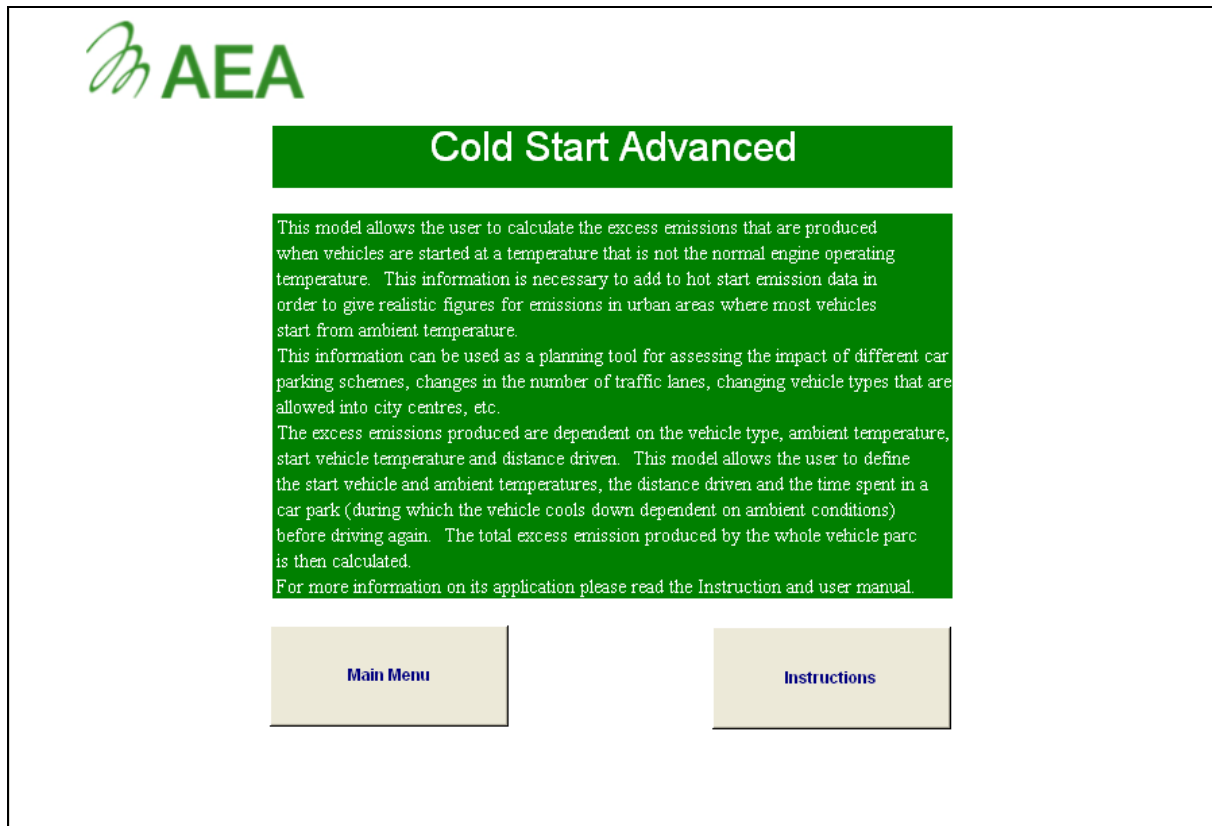 AEA
Cold Start Advanced
This model allows the user to calculate the excess emissions that are produced
when vehicles are started at a temperature that is not the normal engine operating
temperature.  This information is necessary to add to hot start emission data in
order to give realistic figures for emissions in urban areas where most vehicles
start from ambient temperature.
This information can be used as a planning tool for assessing the impact of different car
parking schemes, changes in the number of traffic lanes, changing vehicle types that are
allowed into city centres, etc.
The excess emissions produced are dependent on the vehicle type, ambient temperature,
start vehicle temperature and distance driven.  This model allows the user to define
the start vehicle and ambient temperatures, the distance driven and the time spent in a
car park (during which the vehicle cools down dependent on ambient conditions)
before driving again.  The total excess emission produced by the whole vehicle parc
is then calculated.
For more information on its application please read the Instruction and user manual.
Main Menu
Instructions